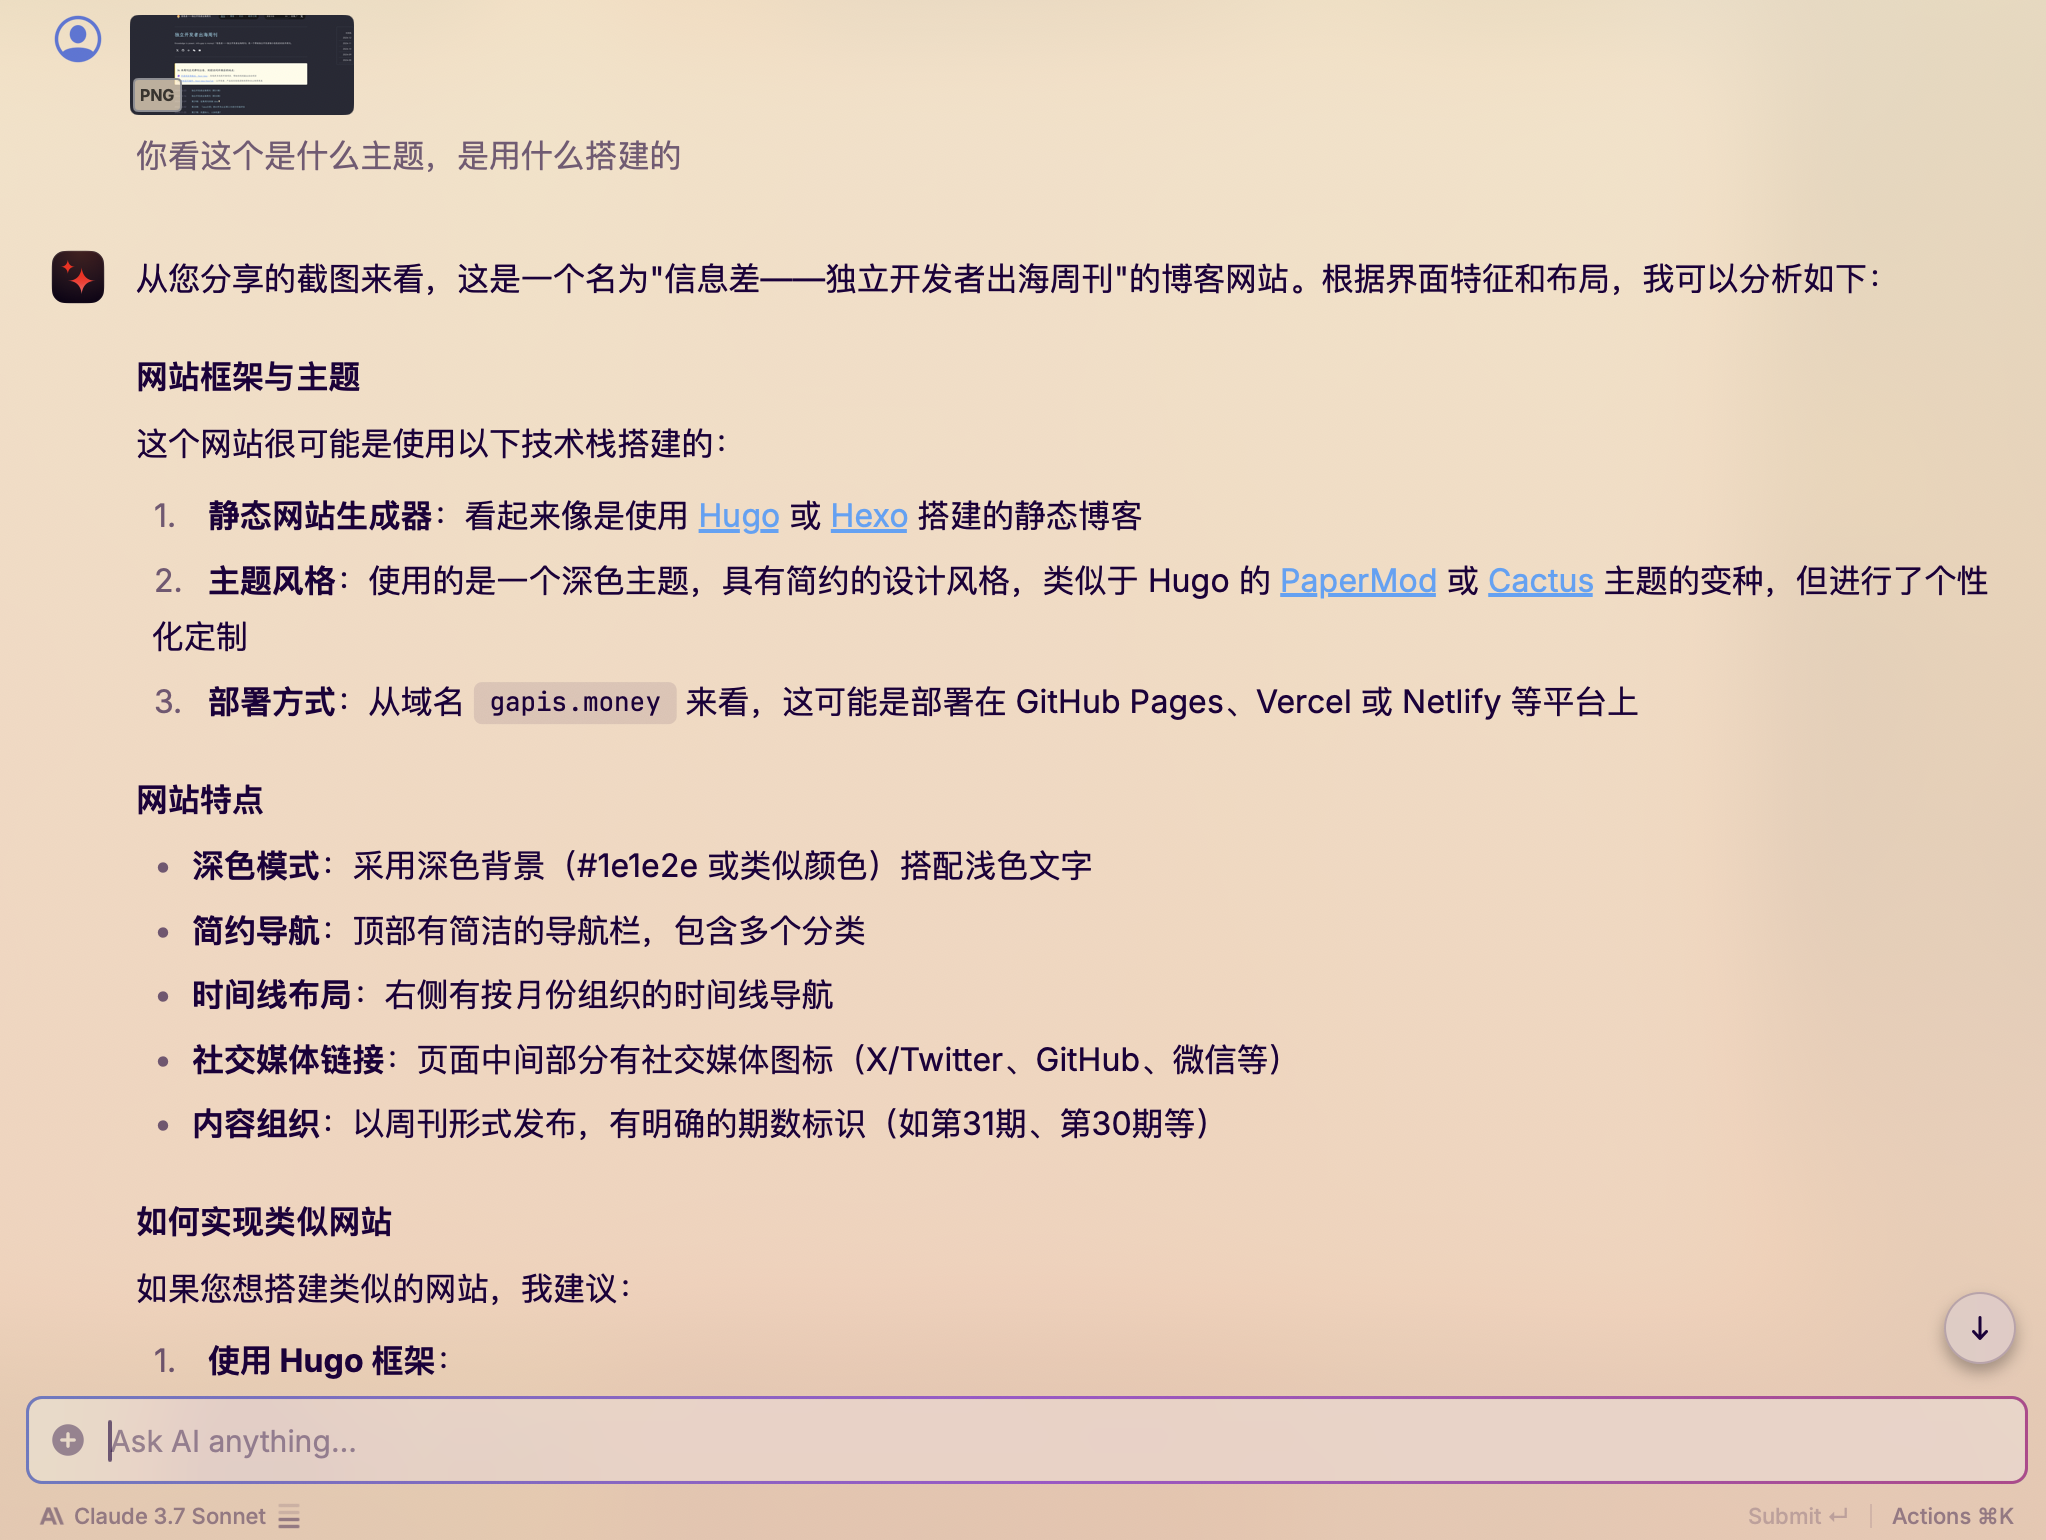 独立开发者出海周刊
PNG
你看这个是什么主题，是用什么搭建的
从您分享的截图来看，这是一个名为"信息差——独立开发者出海周刊"的博客网站。根据界面特征和布局，我可以分析如下：
网站框架与主题
这个网站很可能是使用以下技术栈搭建的：
1. 静态网站生成器：看起来像是使用 Hugo 或 Hexo 搭建的静态博客
2. 主题风格：使用的是一个深色主题，具有简约的设计风格，类似于 Hugo 的 PaperMod 或 Cactus 主题的变种，但进行了个性
化定制
3. 部署方式：从域名 gapis.money 来看，这可能是部署在 GitHub Pages、Vercel 或 Netlify 等平台上
网站特点
• 深色模式：采用深色背景（#1e1e2e 或类似颜色）搭配浅色文字
• 简约导航：顶部有简洁的导航栏，包含多个分类
• 时间线布局：右侧有按月份组织的时间线导航
• 社交媒体链接：页面中间部分有社交媒体图标（X/Twitter、GitHub、微信等）
• 内容组织：以周刊形式发布，有明确的期数标识（如第31期、第30期等）
如何实现类似网站
如果您想搭建类似的网站，我建议：
1. 使用 Hugo 框架：
Ask AI anything...
Claude 3.7 Sonnet
Submit ↵
Actions ⌘K